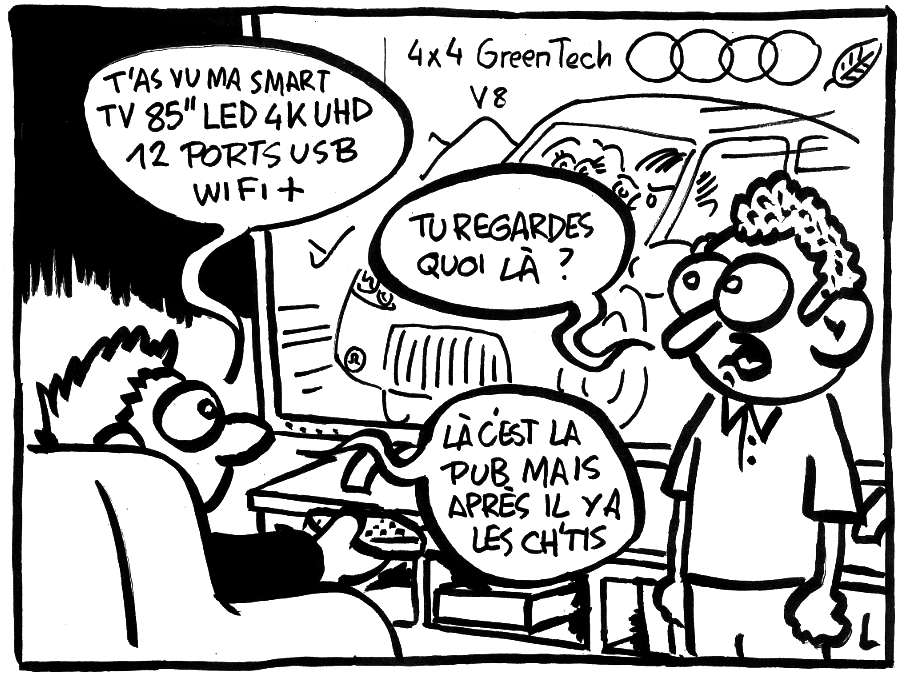 T'AS VU MA SMART
TV 85" LED 4K UHD
12 PORTS USB
WIFI +
4x4 GreenTech
V8
TU REGARDES
QUOI LÀ ?
LÀ C'EST LA
PUB MAIS
APRÈS IL Y A
LES CH'TIS